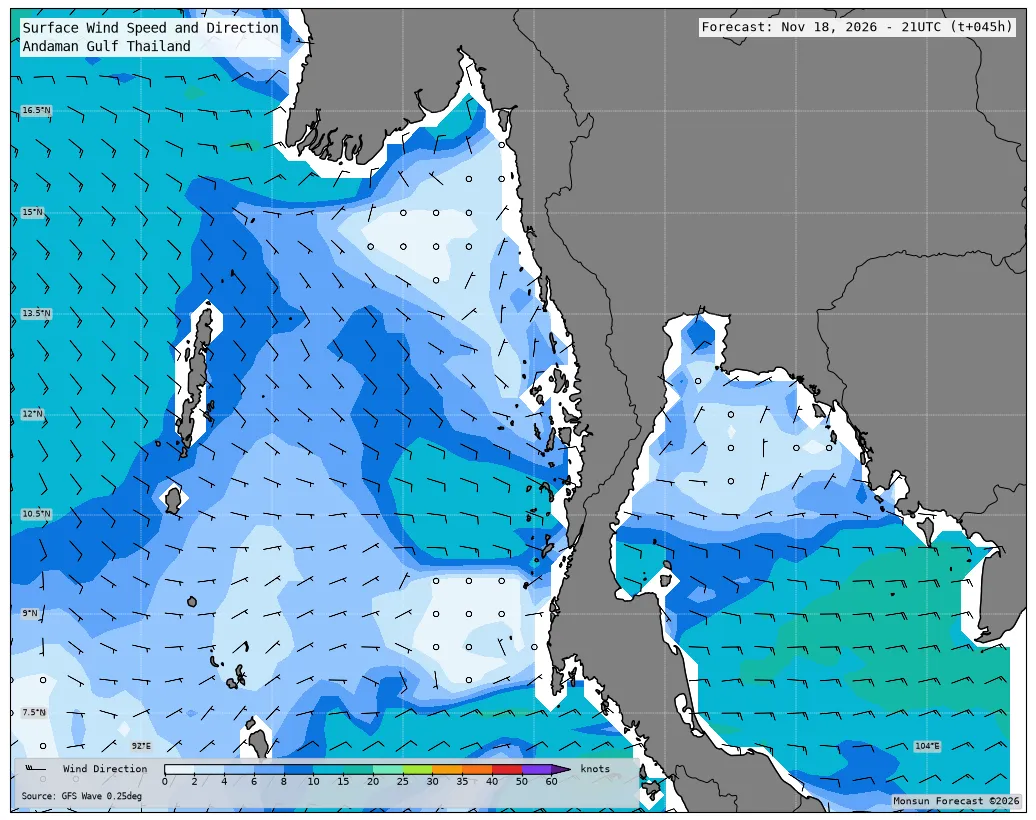 Surface Wind Speed and Direction
Andaman Gulf Thailand
Forecast: Nov 18, 2026 - 21UTC (t+045h)
16.5°N
15°N
13.5°N
12°N
10.5°N
9°N
7.5°N
92°E
104°E
Wind Direction
0 2 4 6 8 10 15 20 25 30 35 40 50 60
knots
Source: GFS Wave 0.25deg
Monsun Forecast ©2026